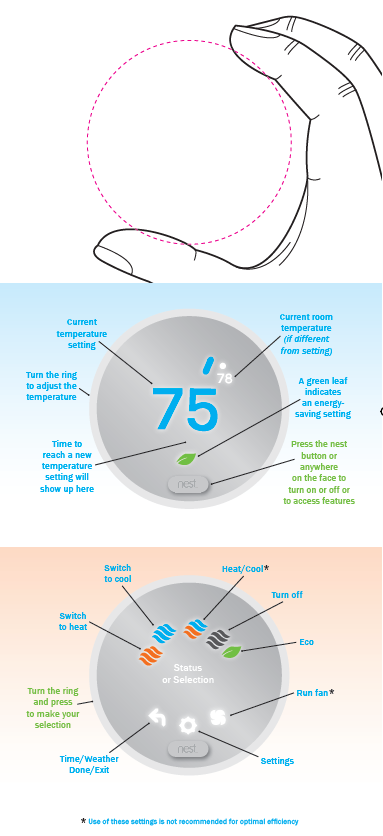 Current
temperature
setting
Current room
temperature
(if different
from setting)
78
Turn the ring
to adjust the
temperature
75
A green leaf
indicates
an energy-
saving setting
Time to
reach a new
temperature
setting will
show up here
Press the nest
button or
anywhere
on the face to
turn on or off or
to access features
nest
Switch
to cool
Heat/Cool*
Turn off
Switch
to heat
Eco
Status
or Selection
Turn the ring
and press
to make your
selection
Run fan*
nest
Time/Weather
Done/Exit
Settings
* Use of these settings is not recommended for optimal efficiency